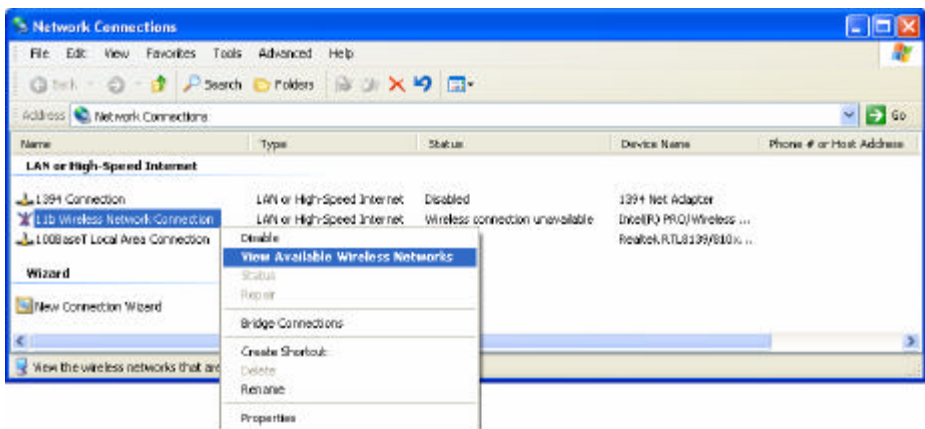 Network Connections
File Edit View Favorites Tools Advanced Help
Back Search Folders
Address Network Connections Go
Name Type Status Device Name Phone # or Host Address
LAN or High-Speed Internet
1394 Connection LAN or High-Speed Internet Disabled 1394 Net Adapter
11b Wireless Network Connection LAN or High-Speed Internet Wireless connection unavailable Intel(R) PRO/Wireless ...
100BaseT Local Area Connection Realtek RTL8139/810x...
Disable
View Available Wireless Networks
Wizard
Status
Repair
New Connection Wizard
Bridge Connections
Create Shortcut
View the wireless networks that are
Delete
Rename
Properties